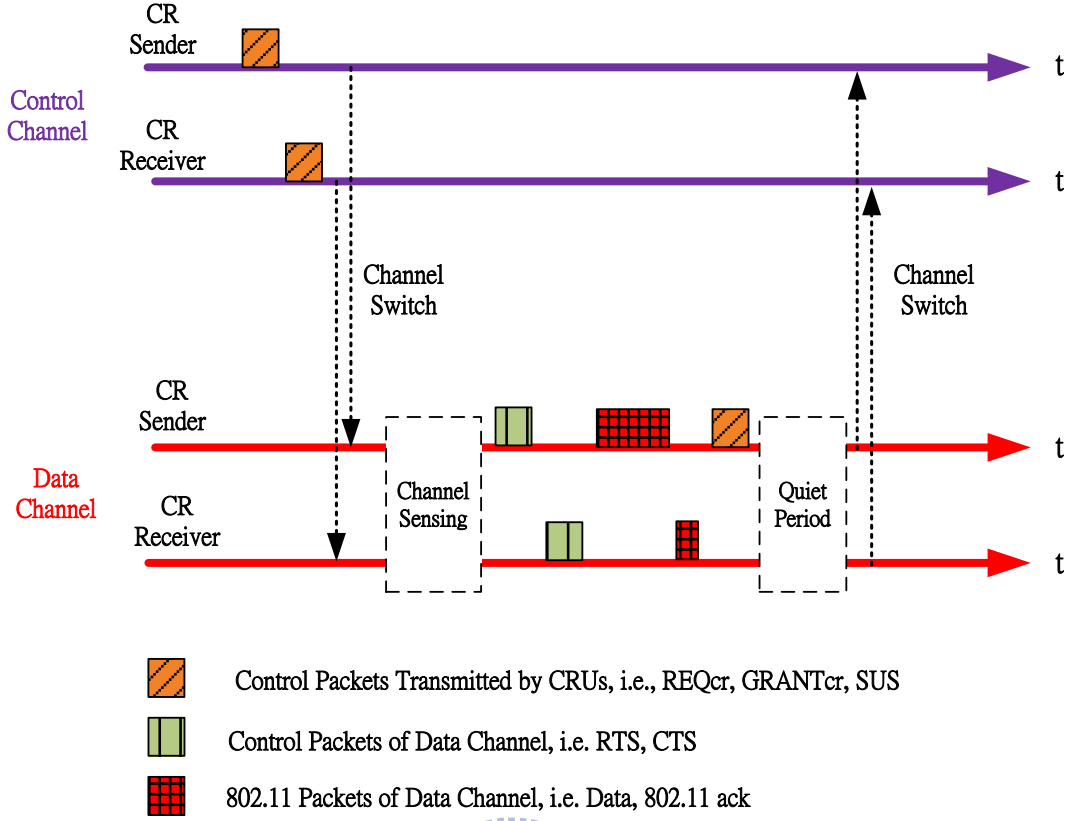 CR
Sender
t
Control
Channel
CR
Receiver
t
Channel
Switch
Channel
Switch
CR
Sender
t
Data
Channel
Channel
Sensing
Quiet
Period
CR
Receiver
t
Control Packets Transmitted by CRUs, i.e., REQcr, GRANTcr, SUS
Control Packets of Data Channel, i.e. RTS, CTS
802.11 Packets of Data Channel, i.e. Data, 802.11 ack